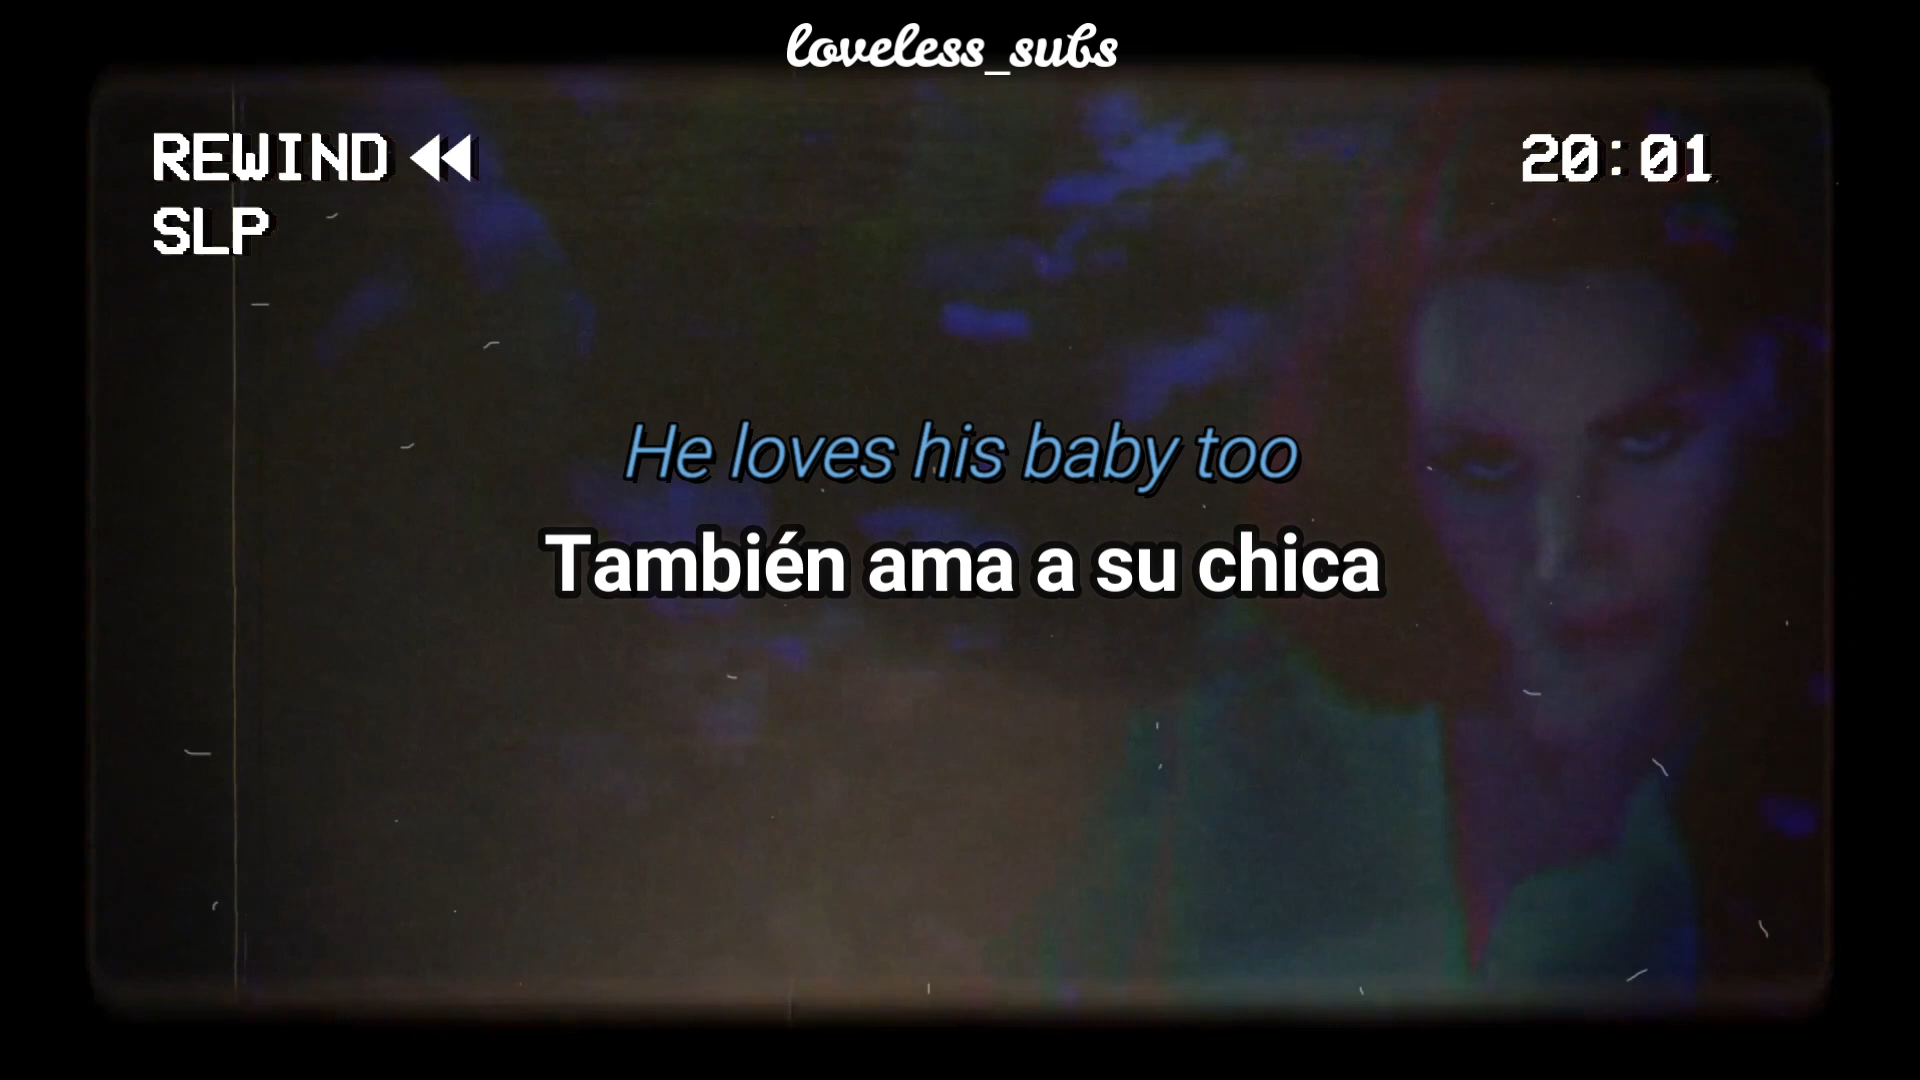 loveless_subs
REWIND
20:01
SLP
He loves his baby too
También ama a su chica